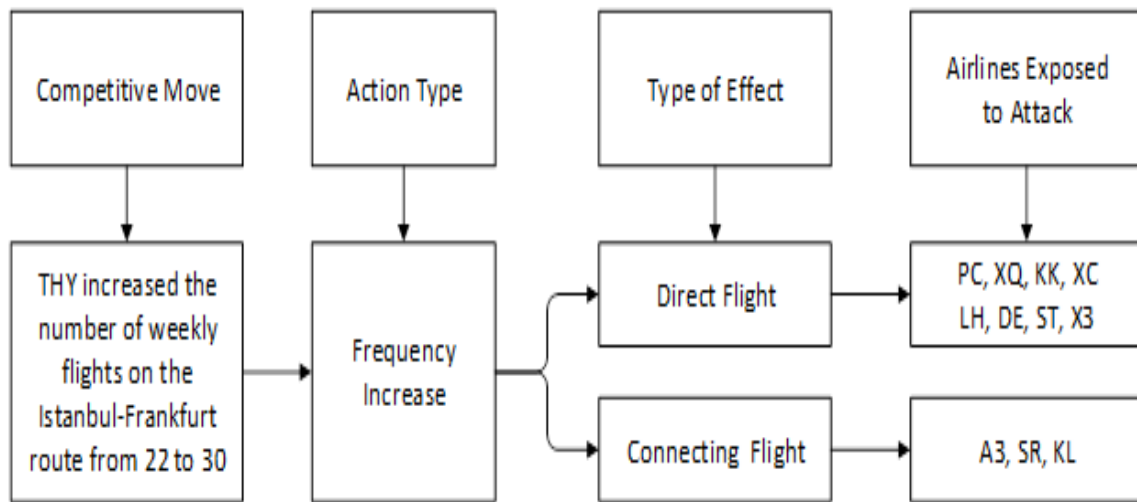 Competitive Move
Action Type
Type of Effect
Airlines Exposed
to Attack
THY increased the
number of weekly
flights on the
Istanbul-Frankfurt
route from 22 to 30
Frequency
Increase
Direct Flight
PC, XQ, KK, XC
LH, DE, ST, X3
Connecting Flight
A3, SR, KL